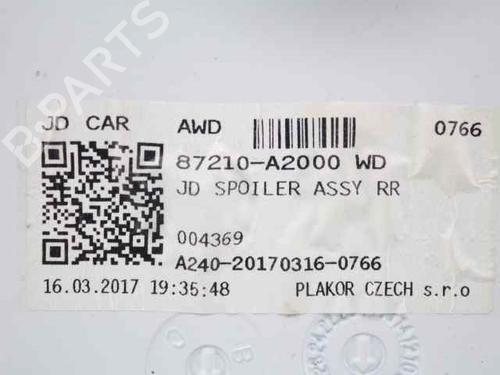 B-PARTS
JD CAR AWD 0766
87210-A2000 WD
JD SPOILER ASSY RR
004369
A240-20170316-0766
16.03.2017 19:35:48 PLAKOR CZECH s.r.o